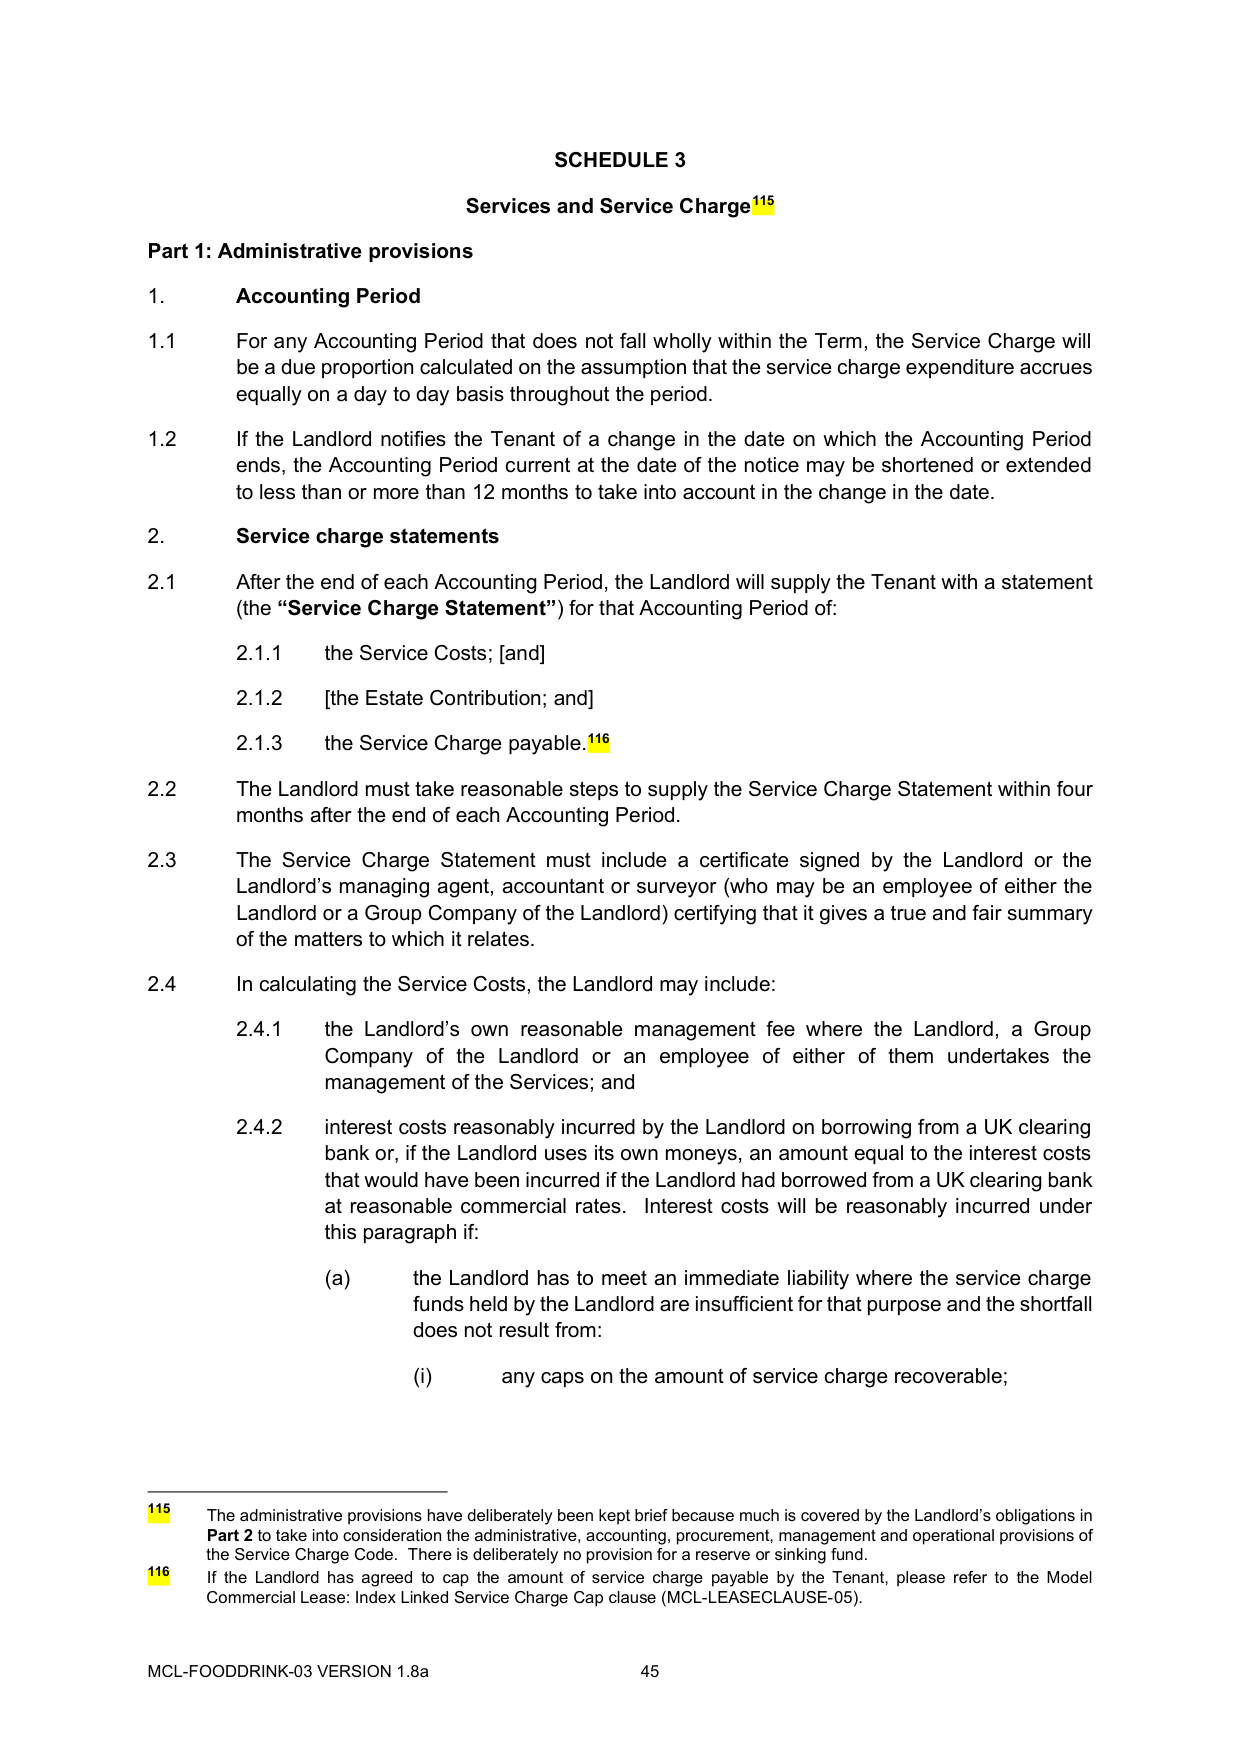 SCHEDULE 3
Services and Service Charge115
Part 1: Administrative provisions
1. Accounting Period
1.1 For any Accounting Period that does not fall wholly within the Term, the Service Charge will
be a due proportion calculated on the assumption that the service charge expenditure accrues
equally on a day to day basis throughout the period.
1.2 If the Landlord notifies the Tenant of a change in the date on which the Accounting Period
ends, the Accounting Period current at the date of the notice may be shortened or extended
to less than or more than 12 months to take into account in the change in the date.
2. Service charge statements
2.1 After the end of each Accounting Period, the Landlord will supply the Tenant with a statement
(the “Service Charge Statement”) for that Accounting Period of:
2.1.1 the Service Costs; [and]
2.1.2 [the Estate Contribution; and]
2.1.3 the Service Charge payable.116
2.2 The Landlord must take reasonable steps to supply the Service Charge Statement within four
months after the end of each Accounting Period.
2.3 The Service Charge Statement must include a certificate signed by the Landlord or the
Landlord’s managing agent, accountant or surveyor (who may be an employee of either the
Landlord or a Group Company of the Landlord) certifying that it gives a true and fair summary
of the matters to which it relates.
2.4 In calculating the Service Costs, the Landlord may include:
2.4.1 the Landlord’s own reasonable management fee where the Landlord, a Group
Company of the Landlord or an employee of either of them undertakes the
management of the Services; and
2.4.2 interest costs reasonably incurred by the Landlord on borrowing from a UK clearing
bank or, if the Landlord uses its own moneys, an amount equal to the interest costs
that would have been incurred if the Landlord had borrowed from a UK clearing bank
at reasonable commercial rates. Interest costs will be reasonably incurred under
this paragraph if:
(a) the Landlord has to meet an immediate liability where the service charge
funds held by the Landlord are insufficient for that purpose and the shortfall
does not result from:
(i) any caps on the amount of service charge recoverable;
115 The administrative provisions have deliberately been kept brief because much is covered by the Landlord’s obligations in
Part 2 to take into consideration the administrative, accounting, procurement, management and operational provisions of
the Service Charge Code. There is deliberately no provision for a reserve or sinking fund.
116 If the Landlord has agreed to cap the amount of service charge payable by the Tenant, please refer to the Model
Commercial Lease: Index Linked Service Charge Cap clause (MCL-LEASECLAUSE-05).
MCL-FOODDRINK-03 VERSION 1.8a 45